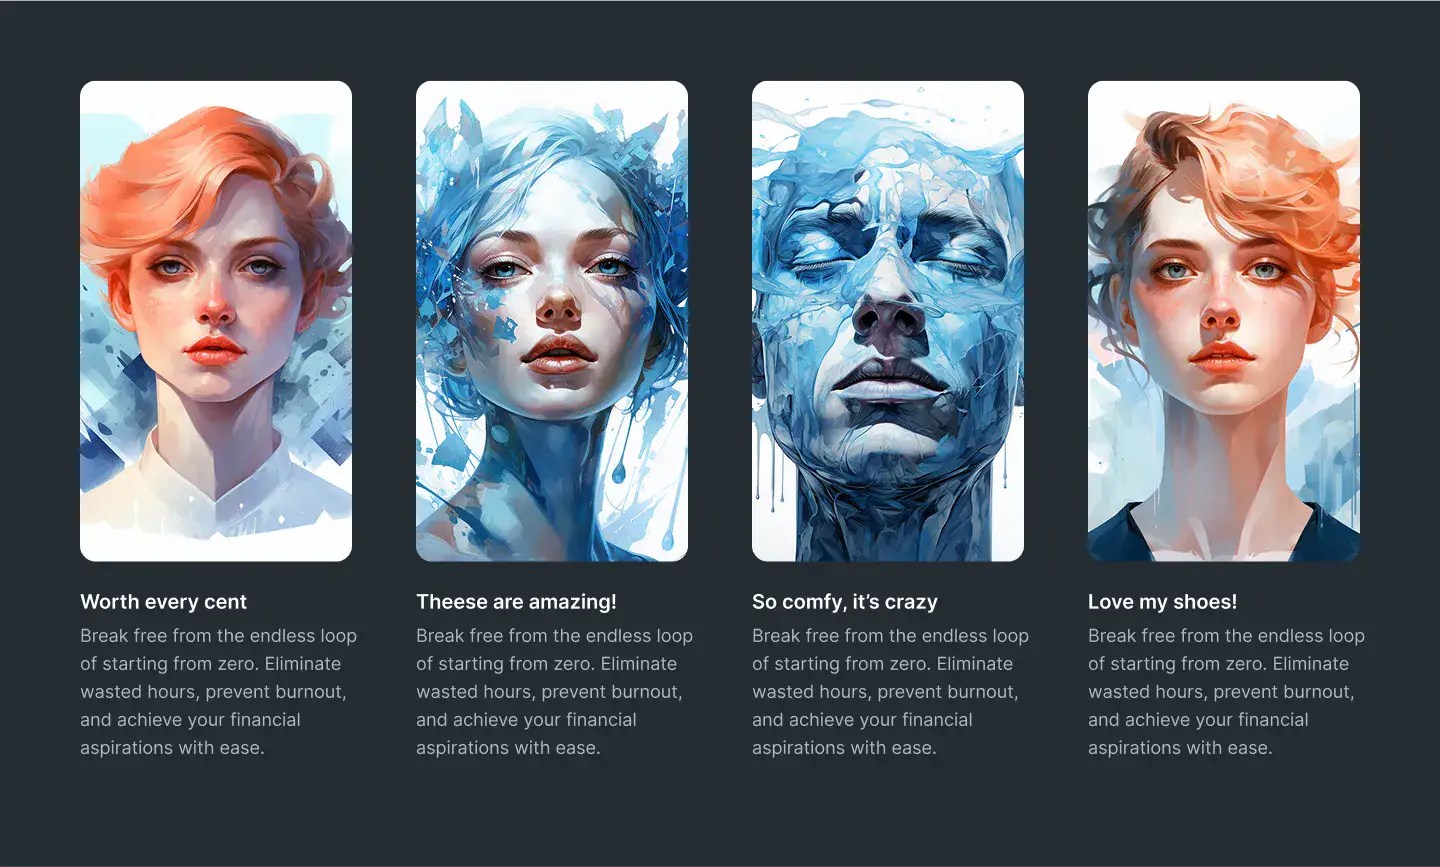 Worth every cent
Break free from the endless loop
of starting from zero. Eliminate
wasted hours, prevent burnout,
and achieve your financial
aspirations with ease.
Theese are amazing!
Break free from the endless loop
of starting from zero. Eliminate
wasted hours, prevent burnout,
and achieve your financial
aspirations with ease.
So comfy, it’s crazy
Break free from the endless loop
of starting from zero. Eliminate
wasted hours, prevent burnout,
and achieve your financial
aspirations with ease.
Love my shoes!
Break free from the endless loop
of starting from zero. Eliminate
wasted hours, prevent burnout,
and achieve your financial
aspirations with ease.